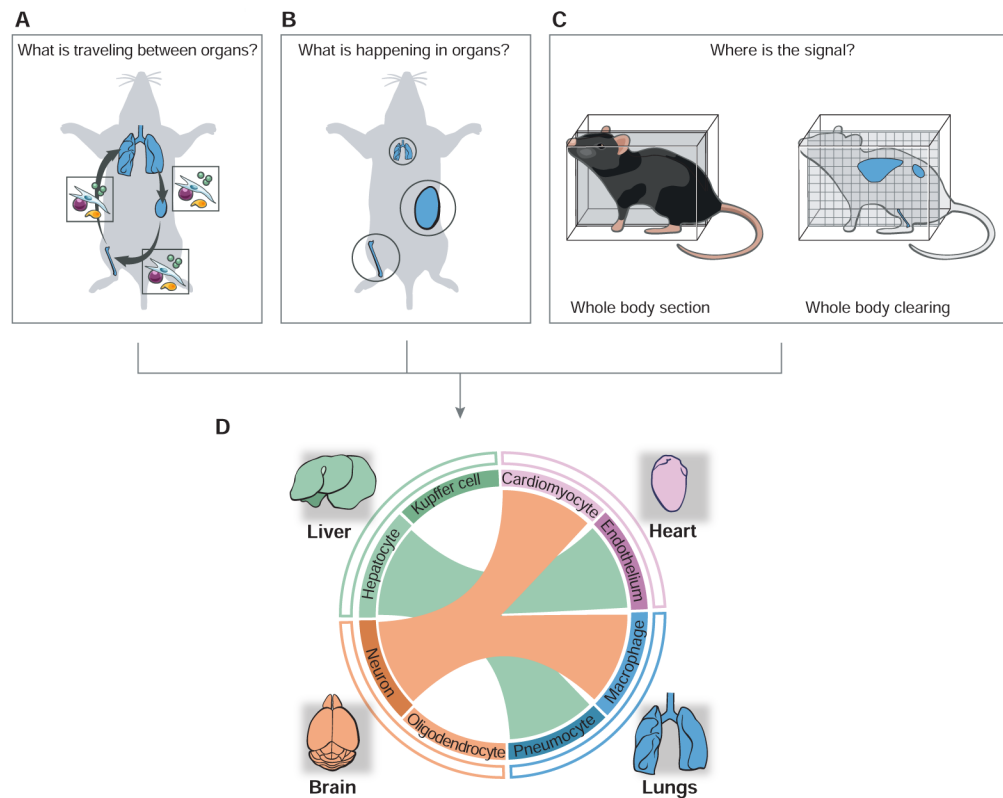 A
What is traveling between organs?
B
What is happening in organs?
C
Where is the signal?
Whole body section
Whole body clearing
D
Liver
Heart
Brain
Lungs
Kupffer cell
Cardiomyocyte
Hepatocyte
Endothelium
Neuron
Macrophage
Oligodendrocyte
Pneumocyte